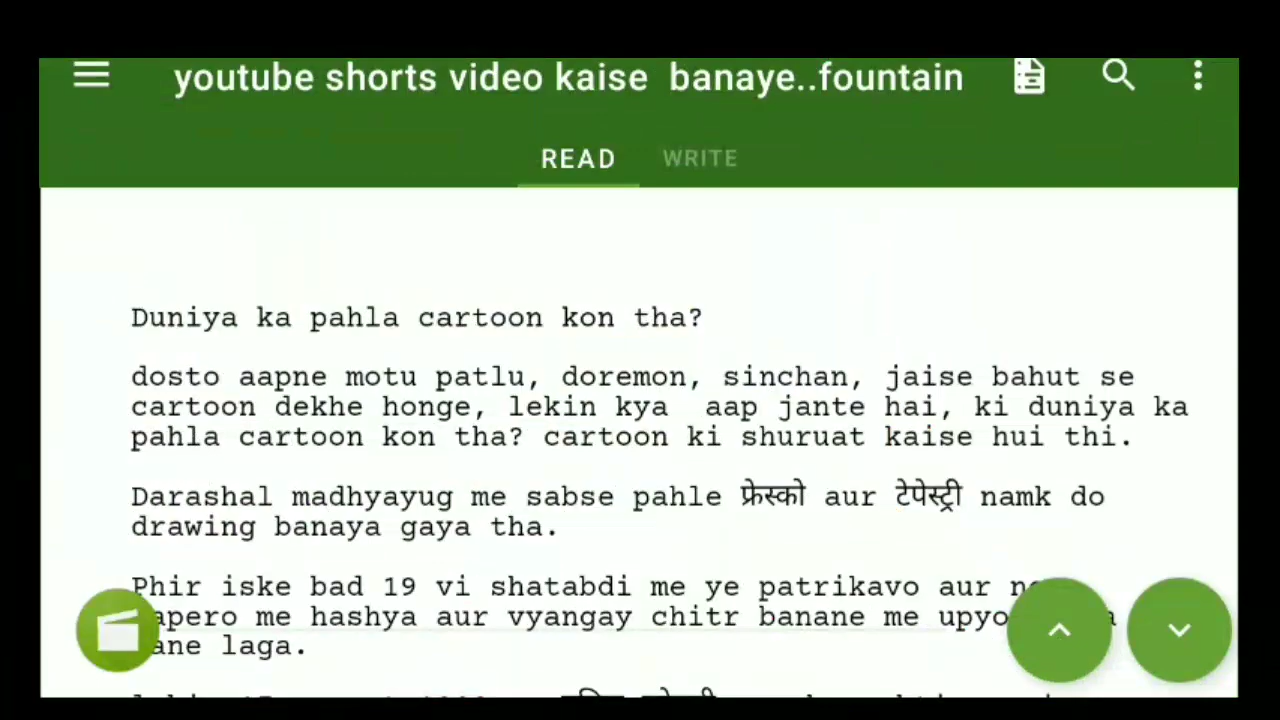 youtube shorts video kaise banaye..fountain
READ WRITE
Duniya ka pahla cartoon kon tha?
dosto aapne motu patlu, doremon, sinchan, jaise bahut se
cartoon dekhe honge, lekin kya aap jante hai, ki duniya ka
pahla cartoon kon tha? cartoon ki shuruat kaise hui thi.
Darashal madhyayug me sabse pahle फ्रेस्को aur टेपेस्ट्री namk do
drawing banaya gaya tha.
Phir iske bad 19 vi shatabdi me ye patrikavo aur
me hashya aur vyangay chitr banane me
laga.